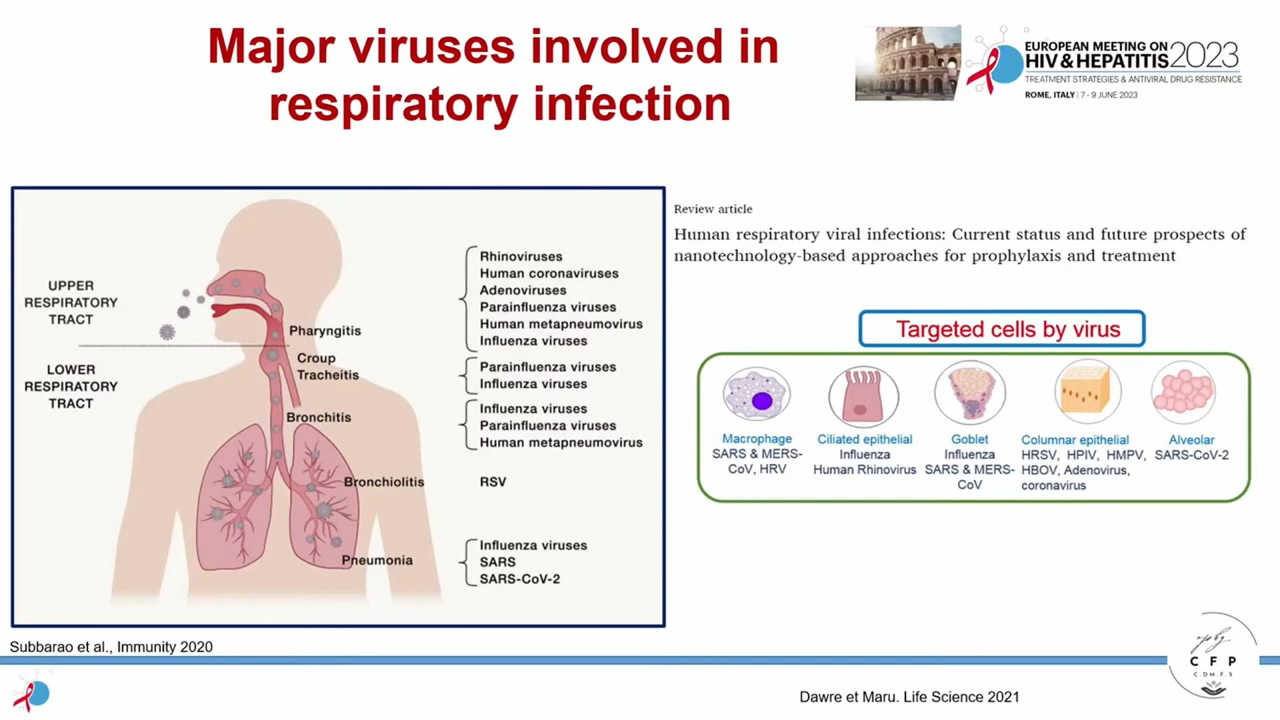 Major viruses involved in
respiratory infection
EUROPEAN MEETING ON
HIV & HEPATITIS 2023
TREATMENT STRATEGIES & ANTIVIRAL DRUG RESISTANCE
ROME, ITALY | 7 - 9 JUNE 2023
UPPER
RESPIRATORY
TRACT
LOWER
RESPIRATORY
TRACT
Pharyngitis
Croup
Tracheitis
Bronchitis
Bronchiolitis
Pneumonia
Rhinoviruses
Human coronaviruses
Adenoviruses
Parainfluenza viruses
Human metapneumovirus
Influenza viruses
Parainfluenza viruses
Influenza viruses
Influenza viruses
Parainfluenza viruses
Human metapneumovirus
RSV
Influenza viruses
SARS
SARS-CoV-2
Subbarao et al., Immunity 2020
Review article
Human respiratory viral infections: Current status and future prospects of
nanotechnology-based approaches for prophylaxis and treatment
Targeted cells by virus
Macrophage
SARS & MERS-
CoV, HRV
Ciliated epithelial
Influenza
Human Rhinovirus
Goblet
Influenza
SARS & MERS-
CoV
Columnar epithelial
HRSV, HPIV, HMPV,
HBOV, Adenovirus,
coronavirus
Alveolar
SARS-CoV-2
C F P
C.DM.F.S
Dawre et Maru. Life Science 2021